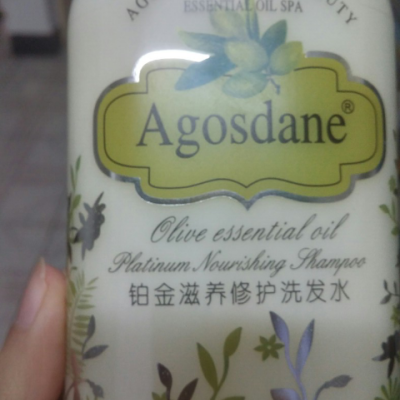 ESSENTIAL OIL SPA
Agosdane®
Olive essential oil
Platinum Nourishing Shampoo
铂金滋养修护洗发水